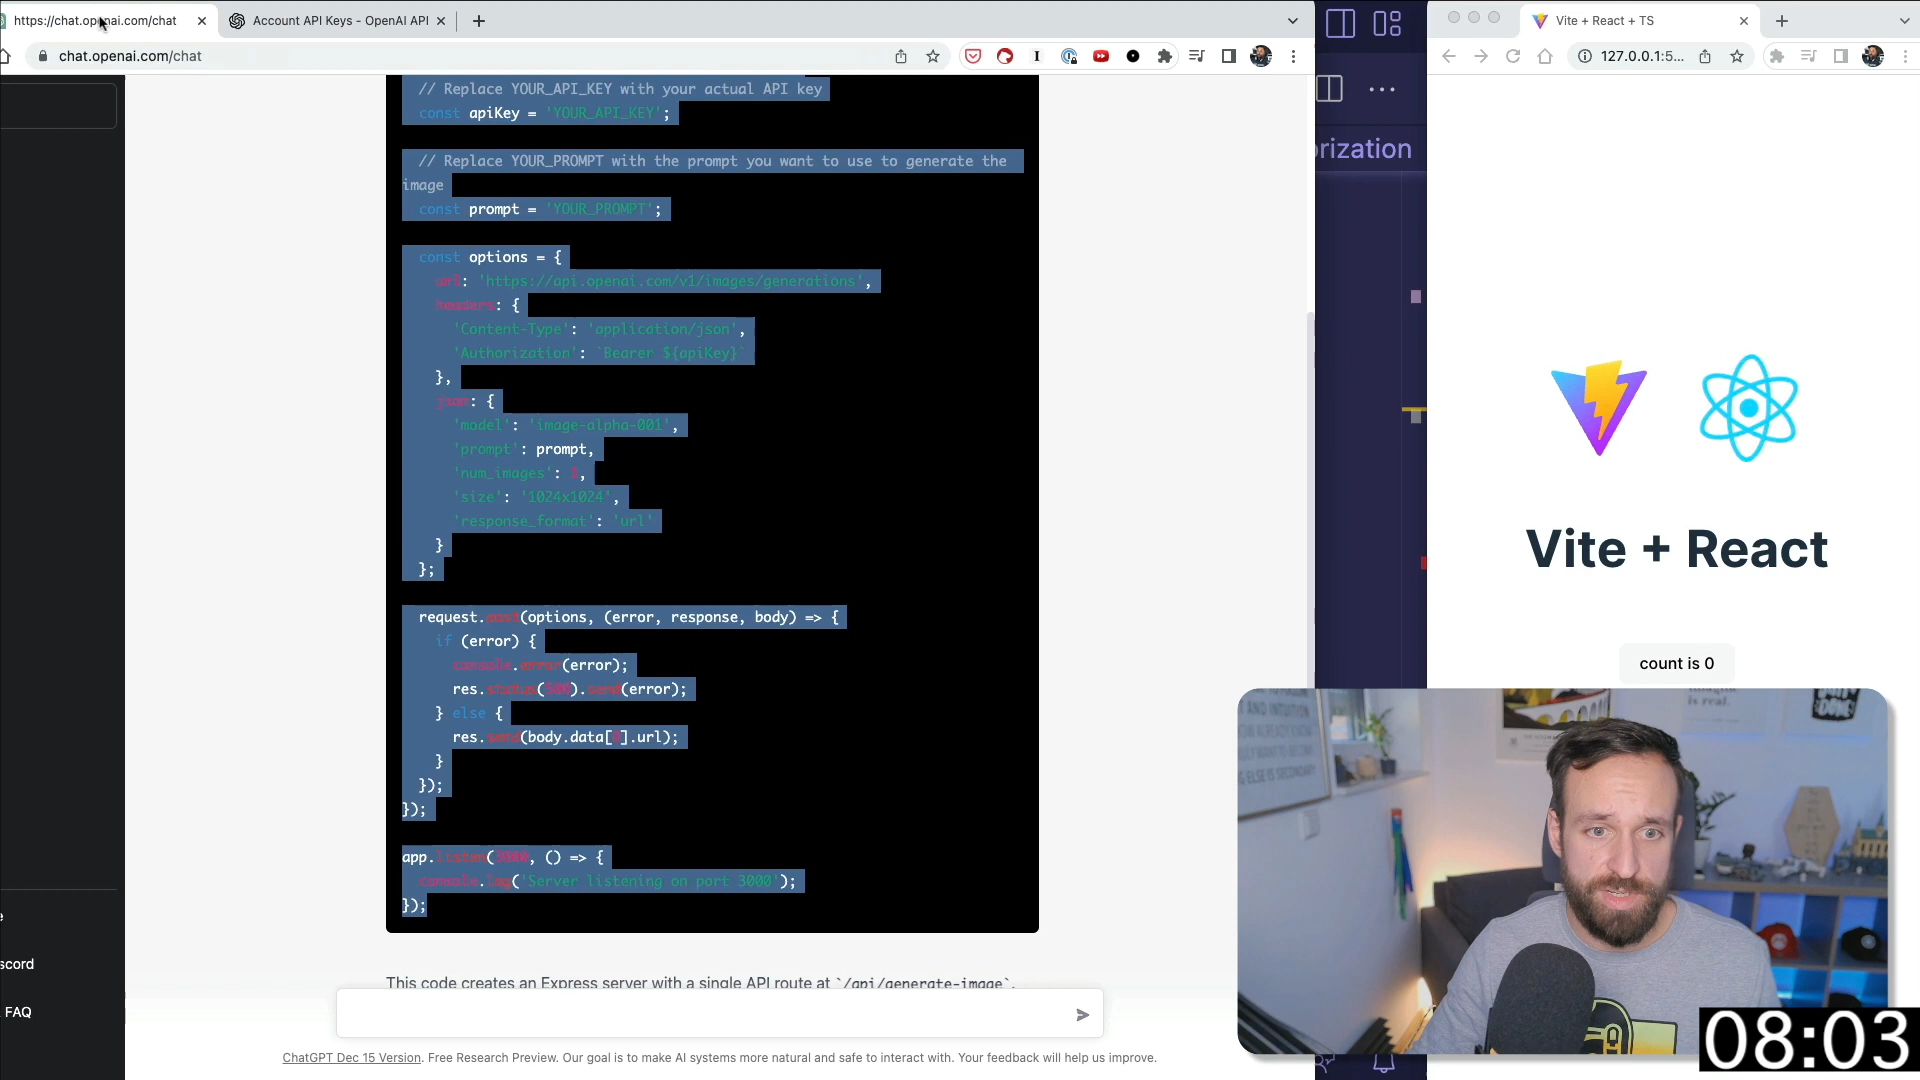 https://chat.openai.com/chat
Account API Keys - OpenAI API
Vite + React + TS
chat.openai.com/chat
127.0.0.1:5...
// Replace YOUR_API_KEY with your actual API key
const apiKey = 'YOUR_API_KEY';
orization
// Replace YOUR_PROMPT with the prompt you want to use to generate the
image
const prompt = 'YOUR_PROMPT';
const options = {
url: 'https://api.openai.com/v1/images/generations',
headers: {
'Content-Type': 'application/json',
'Authorization': `Bearer ${apiKey}`
},
json: {
'model': 'image-alpha-001',
'prompt': prompt,
'num_images': 1,
'size': '1024x1024',
'response_format': 'url'
}
};
request.post(options, (error, response, body) => {
if (error) {
console.error(error);
res.status(500).send(error);
} else {
res.send(body.data[0].url);
}
});
});
app.listen(3000, () => {
console.log('Server listening on port 3000');
});
Vite + React
count is 0
This code creates an Express server with a single API route at `/api/generate-image`.
scord
FAQ
ChatGPT Dec 15 Version. Free Research Preview. Our goal is to make AI systems more natural and safe to interact with. Your feedback will help us improve.
AND INTUITION
is real.
DONE
08:03